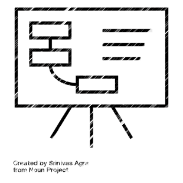 Created by Srinivas Agra
from Noun Project